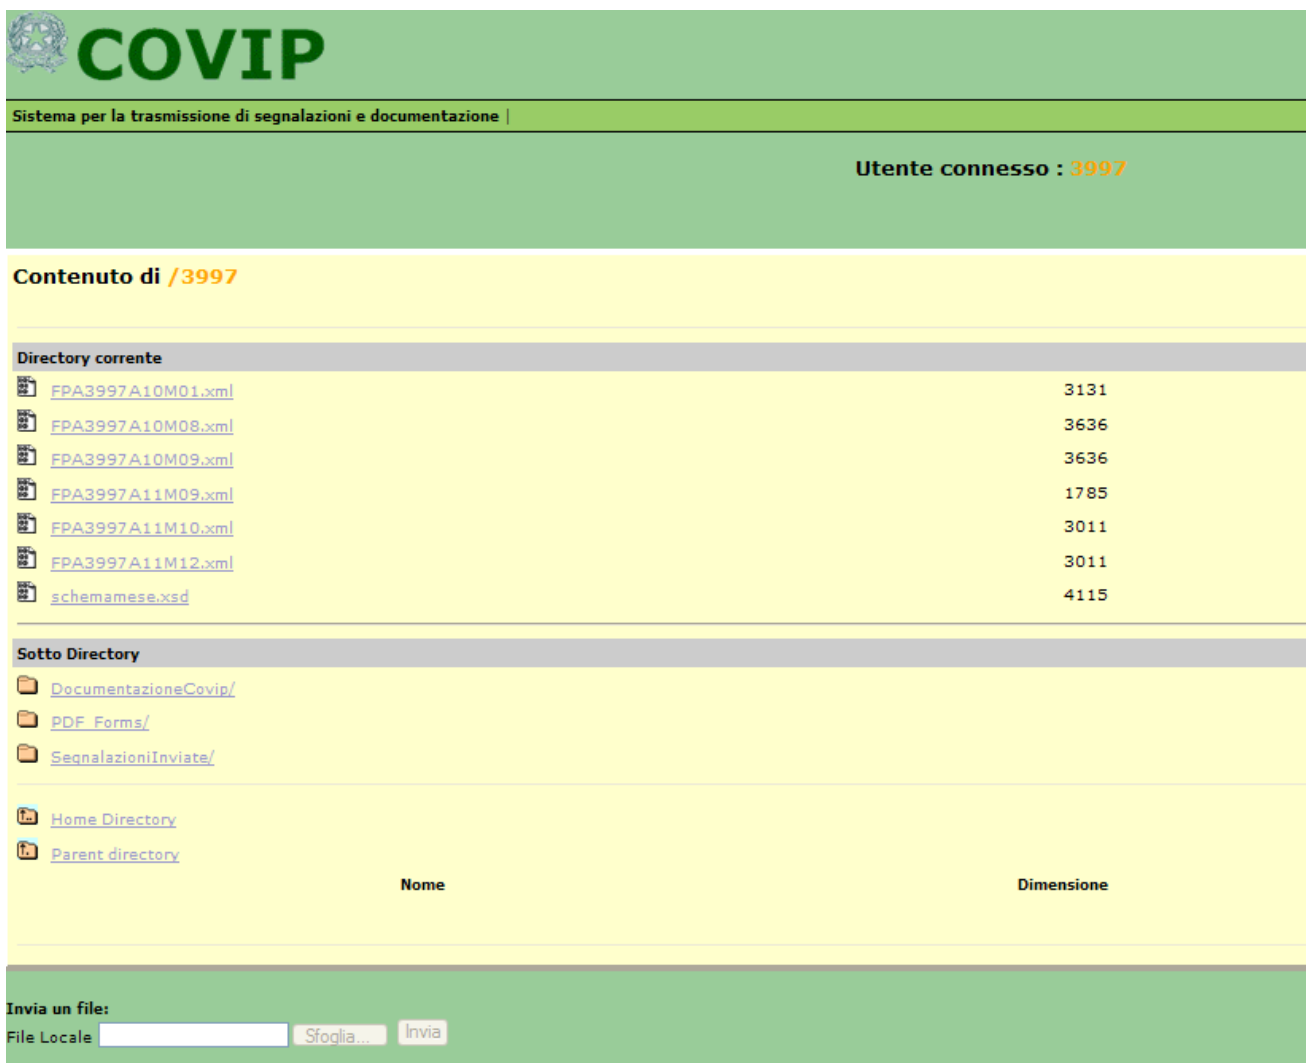 COVIP
Sistema per la trasmissione di segnalazioni e documentazione |
Utente connesso : 3997
Contenuto di /3997
Directory corrente
FPA3997A10M01.xml 3131
FPA3997A10M08.xml 3636
FPA3997A10M09.xml 3636
FPA3997A11M09.xml 1785
FPA3997A11M10.xml 3011
FPA3997A11M12.xml 3011
schemamese.xsd 4115
Sotto Directory
DocumentazioneCovip/
PDF_Forms/
SegnalazioniInviate/
Home Directory
Parent directory
Nome Dimensione
Invia un file:
File Locale Sfoglia... Invia